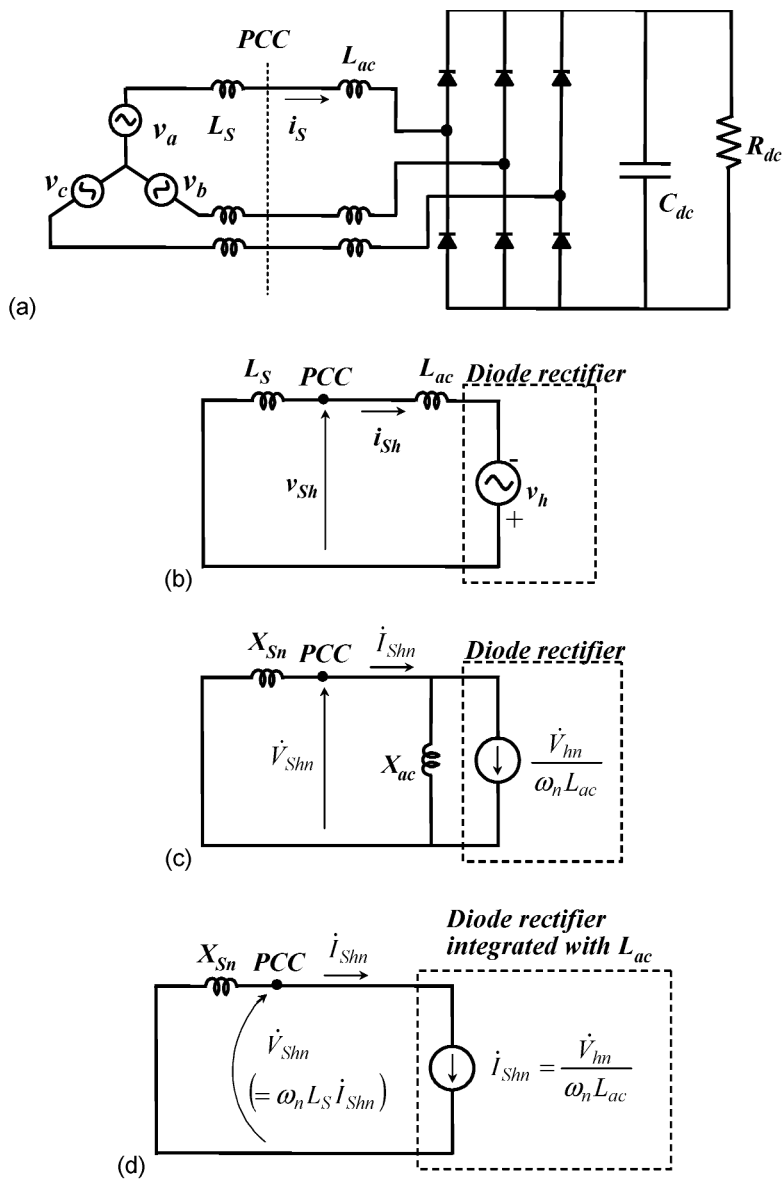 PCC
L_ac
L_S
i_S
v_a
v_c
v_b
R_dc
C_dc
(a)
L_S
PCC
L_ac
Diode rectifier
i_Sh
v_Sh
-
v_h
+
(b)
X_Sn
PCC
İ_Shn
Diode rectifier
V̇_Shn
X_ac
V̇_hn / ω_n L_ac
(c)
Diode rectifier
integrated with L_ac
X_Sn
PCC
İ_Shn
V̇_Shn
(= ω_n L_S İ_Shn)
İ_Shn = V̇_hn / ω_n L_ac
(d)